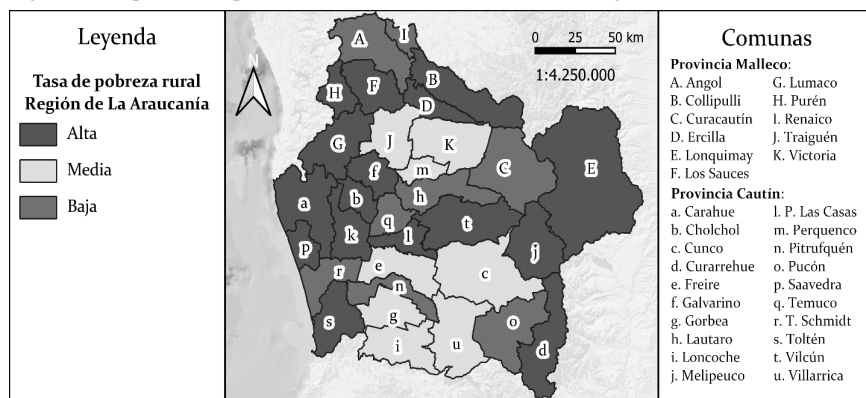 Leyenda
Tasa de pobreza rural
Región de La Araucanía
Alta
Media
Baja
N
0 25 50 km
1:4.250.000
A
I
B
H
F
D
G
J
K
C
E
m
f
h
a
b
q
t
k
l
p
j
r
e
c
n
s
g
o
i
u
d
Comunas
Provincia Malleco:
A. Angol G. Lumaco
B. Collipulli H. Purén
C. Curacautín I. Renaico
D. Ercilla J. Traiguén
E. Lonquimay K. Victoria
F. Los Sauces
Provincia Cautín:
a. Carahue l. P. Las Casas
b. Cholchol m. Perquenco
c. Cunco n. Pitrufquén
d. Curarrehue o. Pucón
e. Freire p. Saavedra
f. Galvarino q. Temuco
g. Gorbea r. T. Schmidt
h. Lautaro s. Toltén
i. Loncoche t. Vilcún
j. Melipeuco u. Villarrica